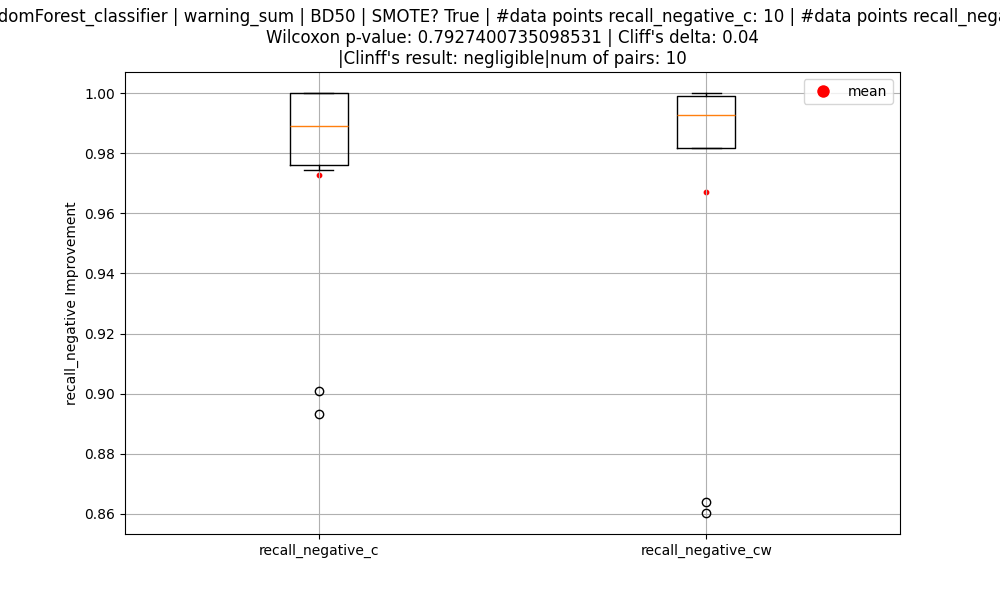 domForest_classifier | warning_sum | BD50 | SMOTE? True | #data points recall_negative_c: 10 | #data points recall_nega
Wilcoxon p-value: 0.7927400735098531 | Cliff's delta: 0.04
|Clinff's result: negligible|num of pairs: 10
mean
1.00
0.98
0.96
0.94
0.92
0.90
0.88
0.86
recall_negative Improvement
recall_negative_c
recall_negative_cw